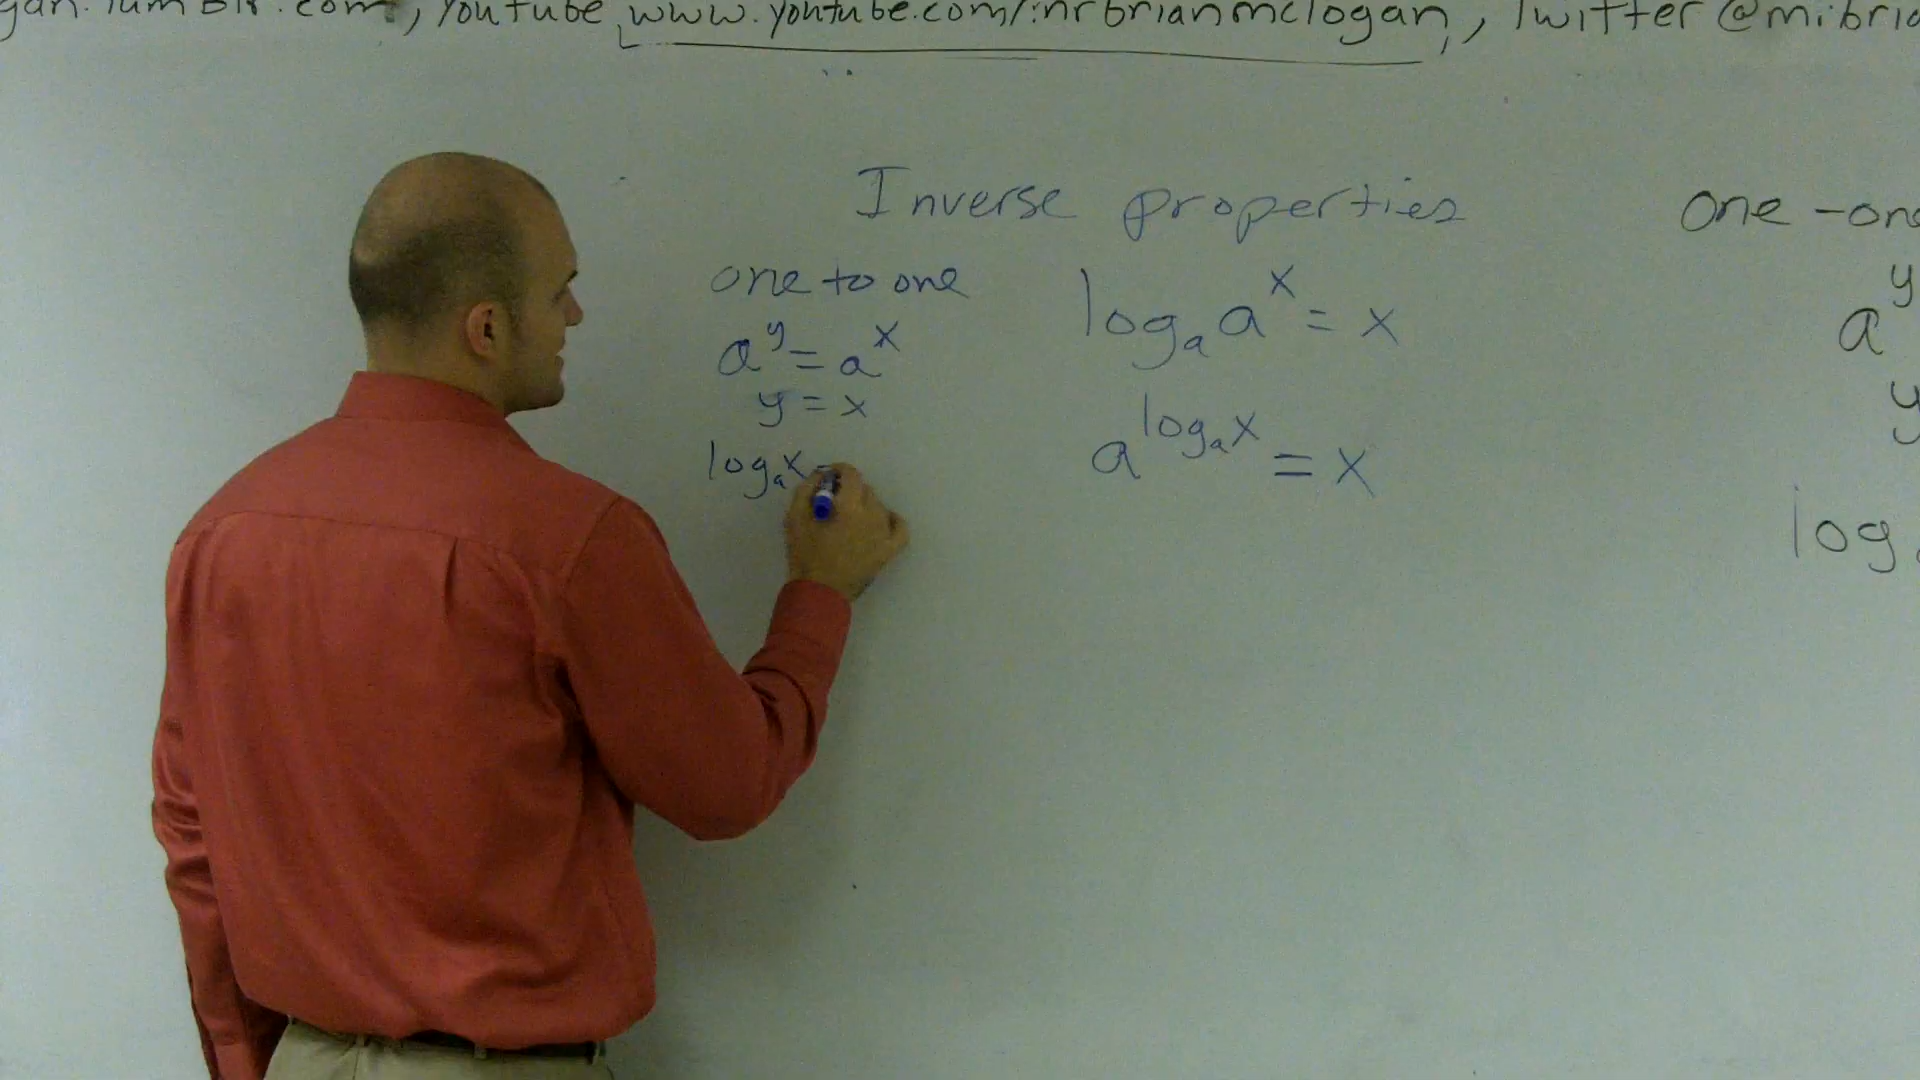 gan.Tumblr.com, Youtube www.youtube.com/mrbrianmclogan, Twitter @mrbria
Inverse properties
one to one
a^y = a^x
y = x
log_a x =
log_a a^x = x
a^(log_a x) = x
one-one
a^y
y
log